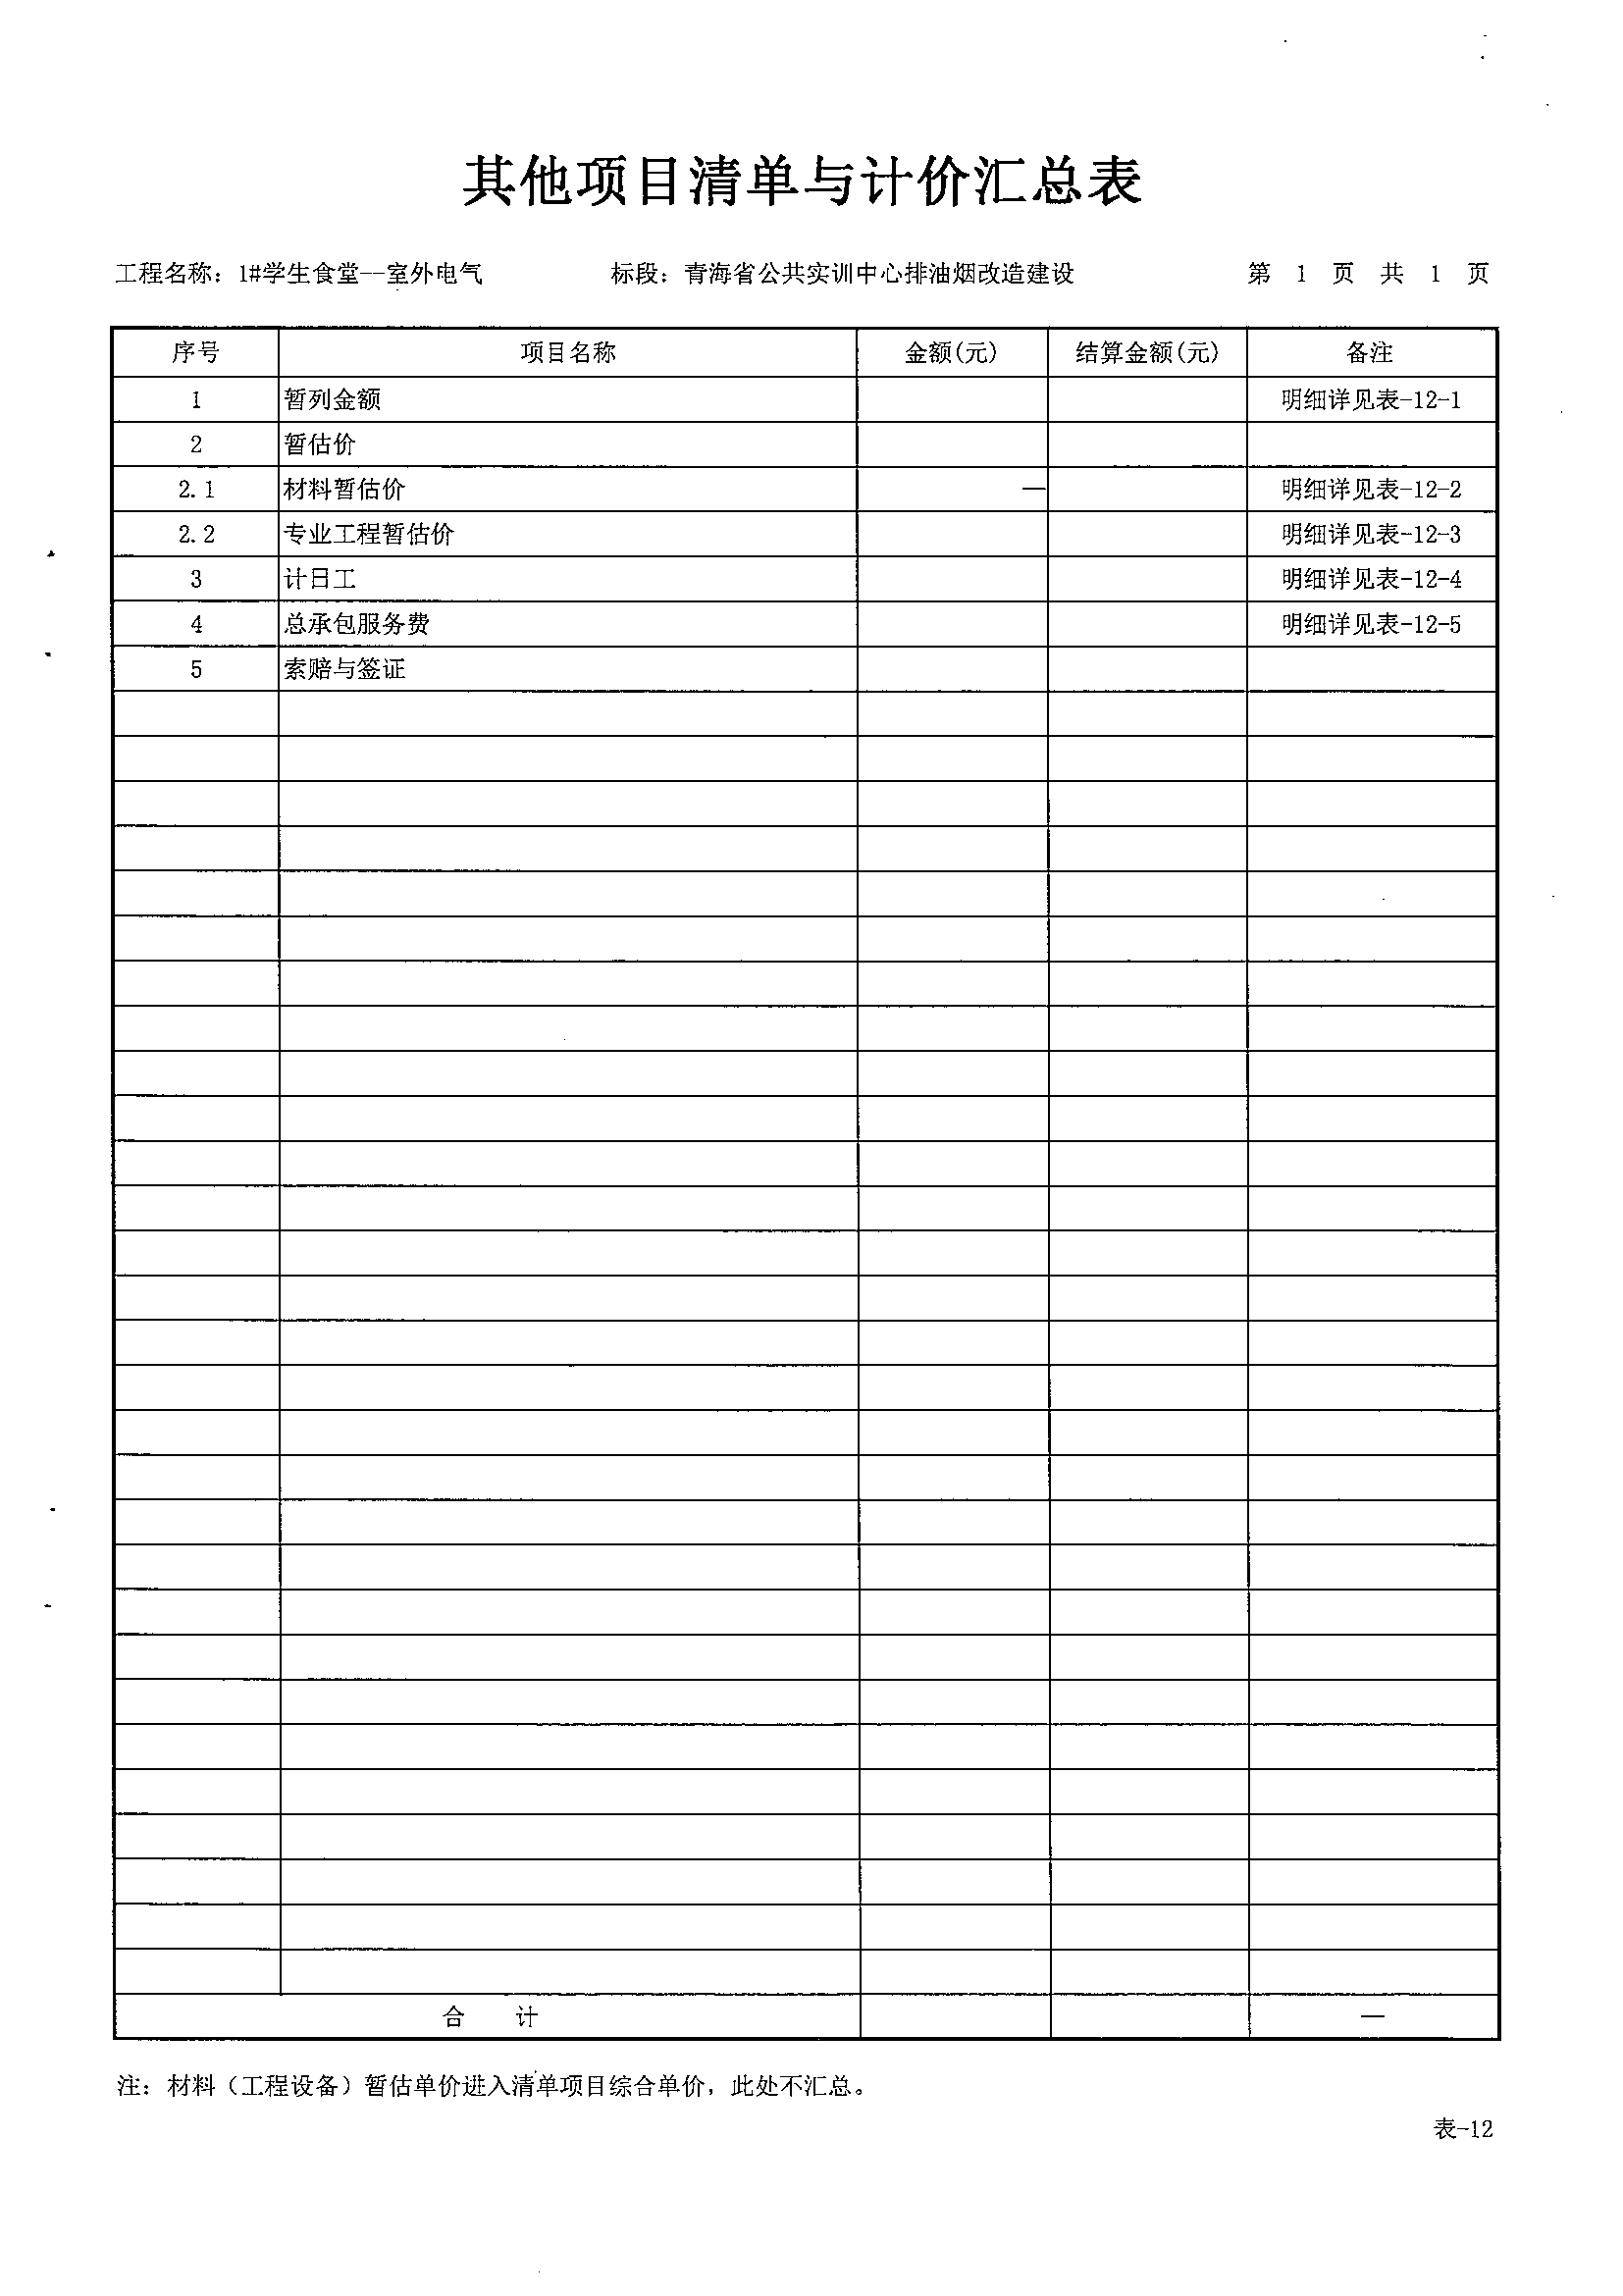 其他项目清单与计价汇总表
工程名称：1#学生食堂--室外电气 标段：青海省公共实训中心排油烟改造建设 第 1 页 共 1 页
序号 项目名称 金额(元) 结算金额(元) 备注
1 暂列金额 明细详见表-12-1
2 暂估价
2.1 材料暂估价 — 明细详见表-12-2
2.2 专业工程暂估价 明细详见表-12-3
3 计日工 明细详见表-12-4
4 总承包服务费 明细详见表-12-5
5 索赔与签证
合 计 —
注：材料（工程设备）暂估单价进入清单项目综合单价，此处不汇总。
表-12